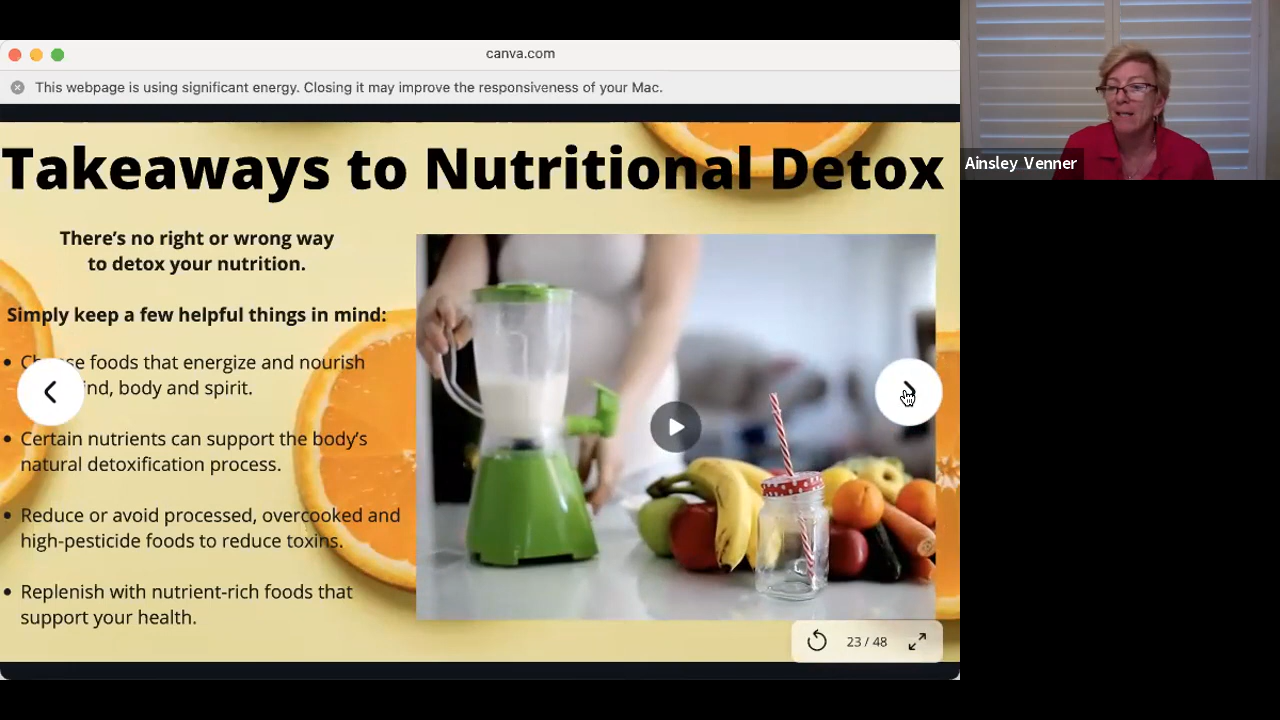 canva.com
This webpage is using significant energy. Closing it may improve the responsiveness of your Mac.
Takeaways to Nutritional Detox
There's no right or wrong way
to detox your nutrition.
Simply keep a few helpful things in mind:
foods that energize and nourish
body and spirit.
Certain nutrients can support the body's
natural detoxification process.
Reduce or avoid processed, overcooked and
high-pesticide foods to reduce toxins.
Replenish with nutrient-rich foods that
support your health.
23 / 48
Ainsley Venner